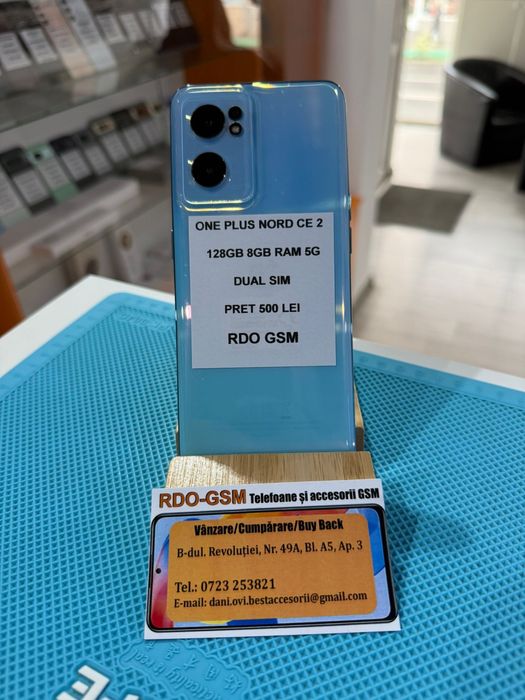 ONE PLUS NORD CE 2
128GB 8GB RAM 5G
DUAL SIM
PRET 500 LEI
RDO GSM
RDO-GSM Telefoane și accesorii GSM
Vânzare/Cumpărare/Buy Back
B-dul. Revoluției, Nr. 49A, Bl. A5, Ap. 3
Tel.: 0723 253821
E-mail: dani.ovi.bestaccesorii@gmail.com